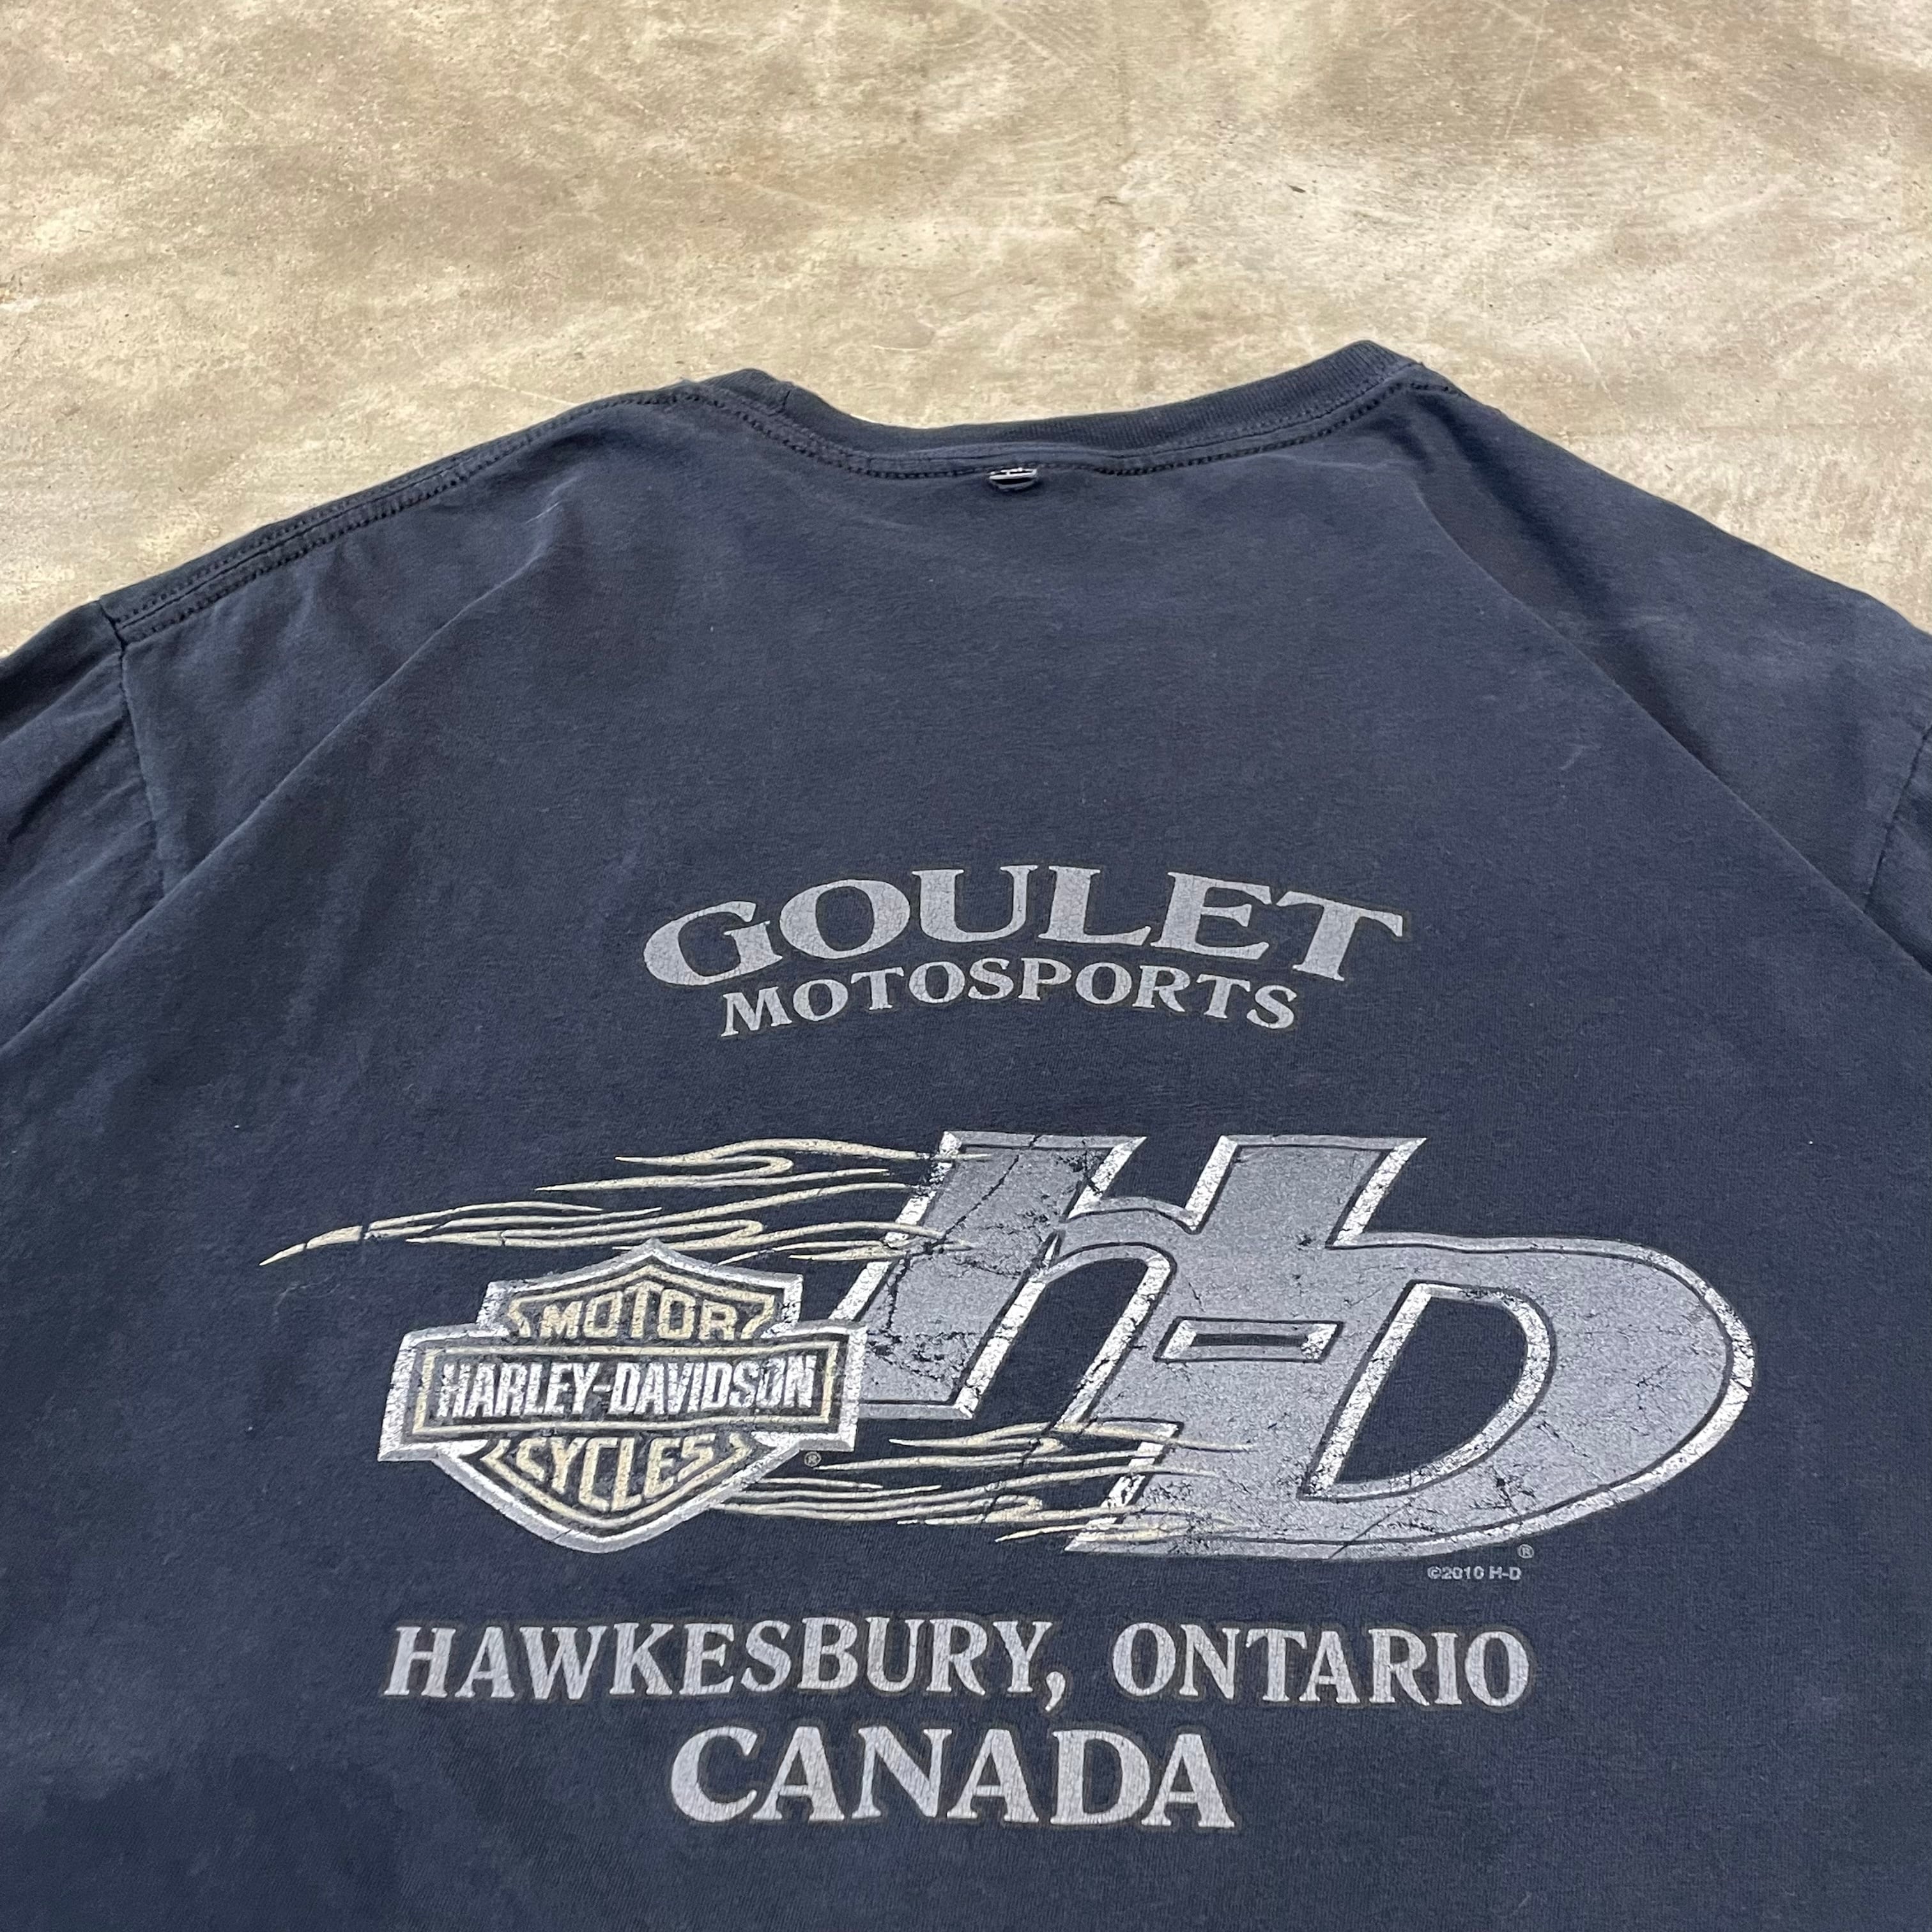 GOULET
MOTOSPORTS
H-D
MOTOR
HARLEY-DAVIDSON
CYCLES
®
®
©2010 H-D
HAWKESBURY, ONTARIO
CANADA